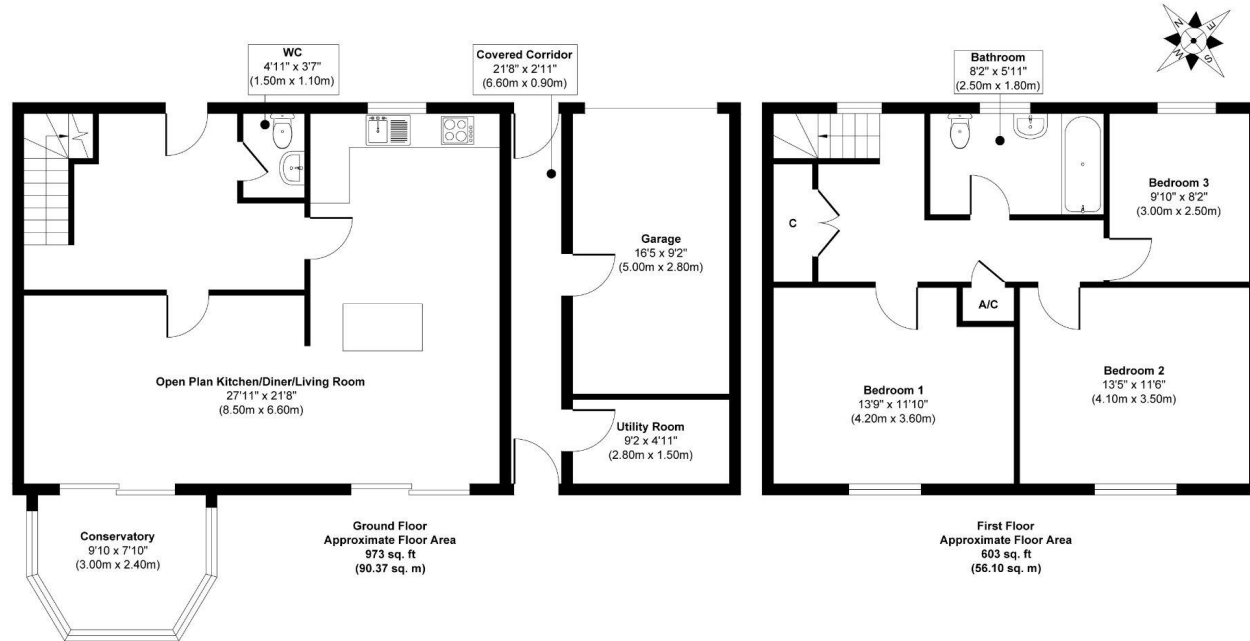 WC
4'11" x 3'7"
(1.50m x 1.10m)
Covered Corridor
21'8" x 2'11"
(6.60m x 0.90m)
Bathroom
8'2" x 5'11"
(2.50m x 1.80m)
N
E
S
W
Bedroom 3
9'10" x 8'2"
(3.00m x 2.50m)
C
Garage
16'5 x 9'2"
(5.00m x 2.80m)
A/C
Open Plan Kitchen/Diner/Living Room
27'11" x 21'8"
(8.50m x 6.60m)
Bedroom 1
13'9" x 11'10"
(4.20m x 3.60m)
Bedroom 2
13'5" x 11'6"
(4.10m x 3.50m)
Utility Room
9'2 x 4'11"
(2.80m x 1.50m)
Conservatory
9'10 x 7'10"
(3.00m x 2.40m)
Ground Floor
Approximate Floor Area
973 sq. ft
(90.37 sq. m)
First Floor
Approximate Floor Area
603 sq. ft
(56.10 sq. m)